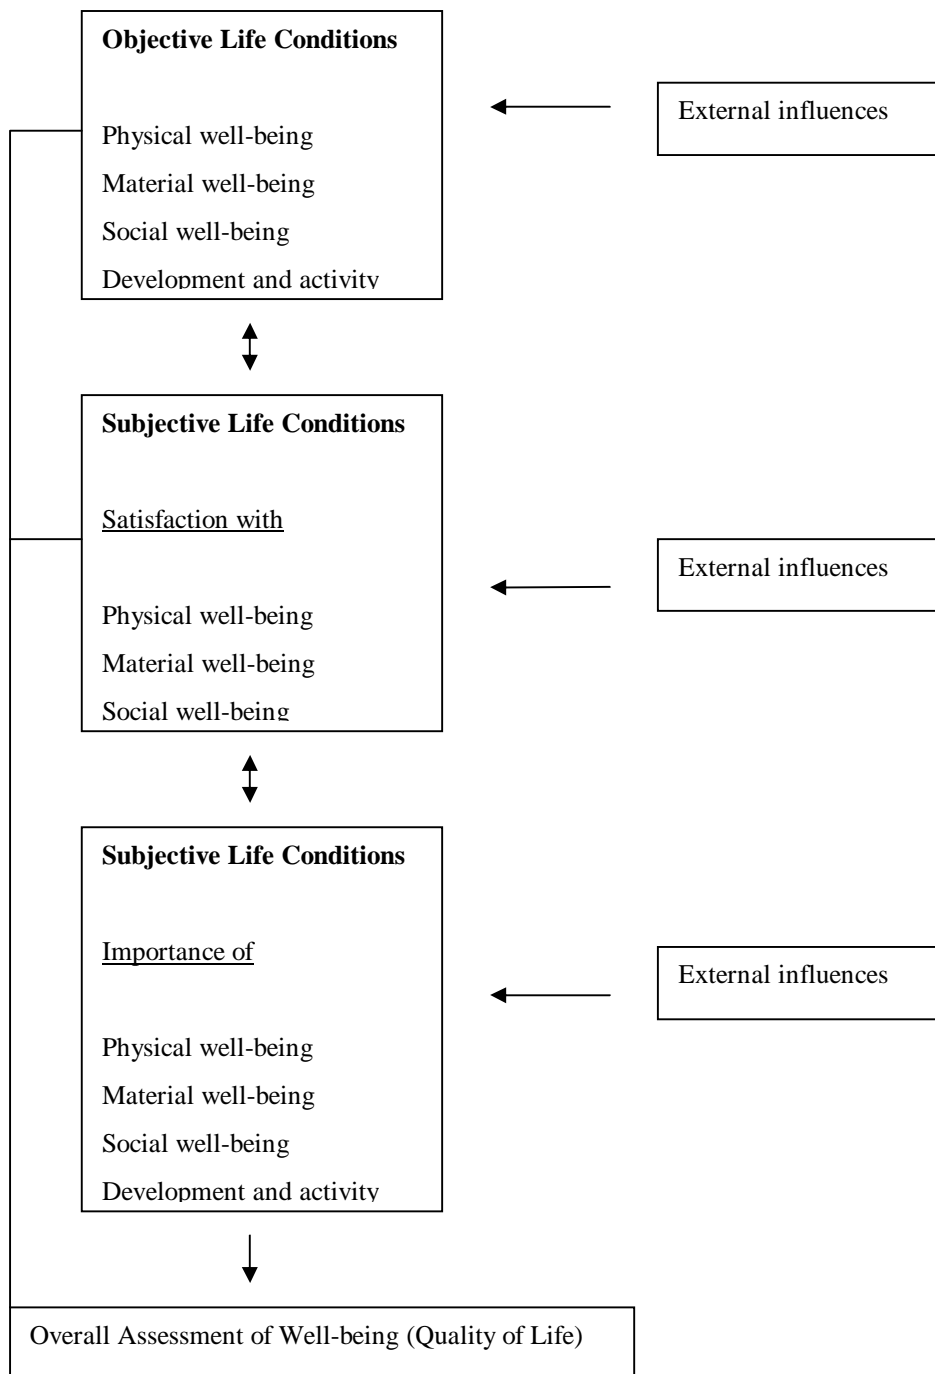 Objective Life Conditions
External influences
Physical well-being
Material well-being
Social well-being
Development and activity
Subjective Life Conditions
Satisfaction with
External influences
Physical well-being
Material well-being
Social well-being
Subjective Life Conditions
Importance of
External influences
Physical well-being
Material well-being
Social well-being
Development and activity
Overall Assessment of Well-being (Quality of Life)